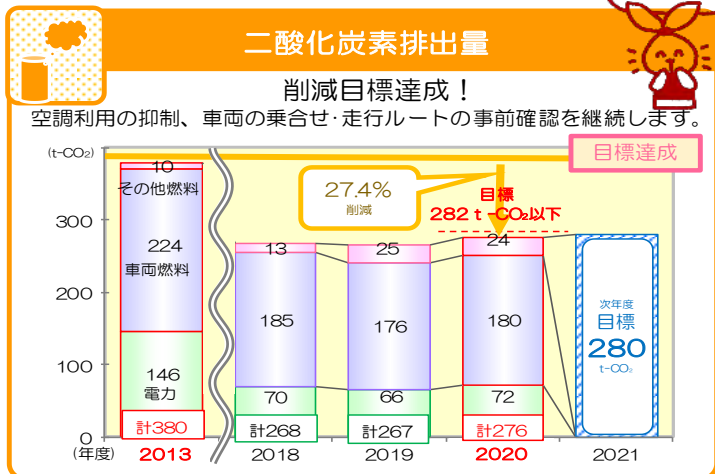 二酸化炭素排出量
削減目標達成！
空調利用の抑制、車両の乗合せ･走行ルートの事前確認を継続します。
(t-CO₂)
目標達成
10
その他燃料
27.4%
削減
目標
282 t -CO₂以下
300
224
車両燃料
13
25
24
次年度
目標
280
t-CO₂
200
185
176
180
100
146
電力
70
66
72
計380
計268
計267
計276
0
(年度)
2013
2018
2019
2020
2021